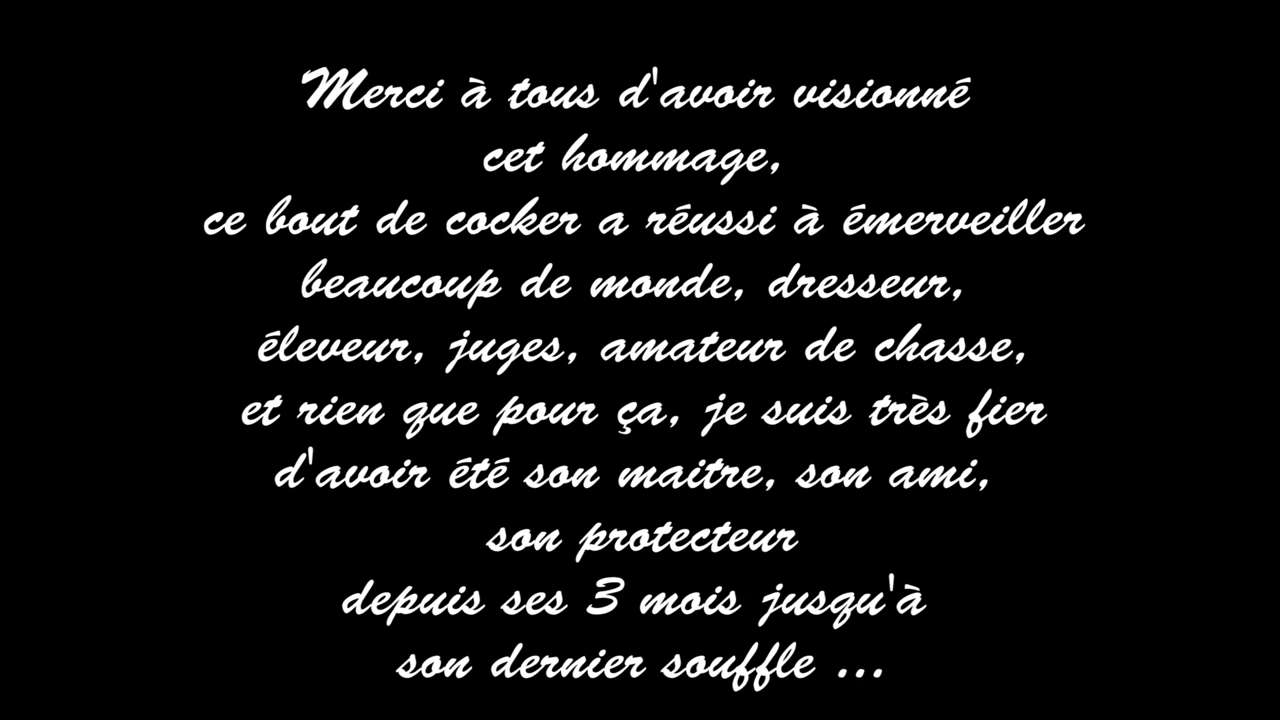 Merci à tous d'avoir visionné
cet hommage,
ce bout de cocker a réussi à émerveiller
beaucoup de monde, dresseur,
éleveur, juges, amateur de chasse,
et rien que pour ça, je suis très fier
d'avoir été son maitre, son ami,
son protecteur
depuis ses 3 mois jusqu'à
son dernier souffle ...